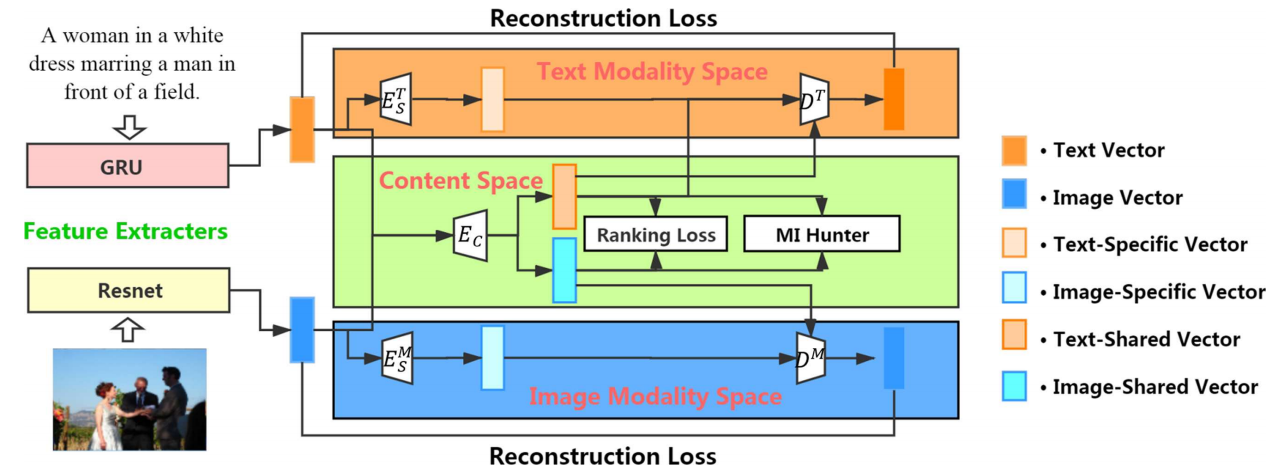 Reconstruction Loss
A woman in a white
dress marring a man in
front of a field.
GRU
Feature Extracters
Resnet
Text Modality Space
E_S^T
D^T
Content Space
E_C
Ranking Loss
MI Hunter
E_S^M
D^M
Image Modality Space
Reconstruction Loss
• Text Vector
• Image Vector
• Text-Specific Vector
• Image-Specific Vector
• Text-Shared Vector
• Image-Shared Vector